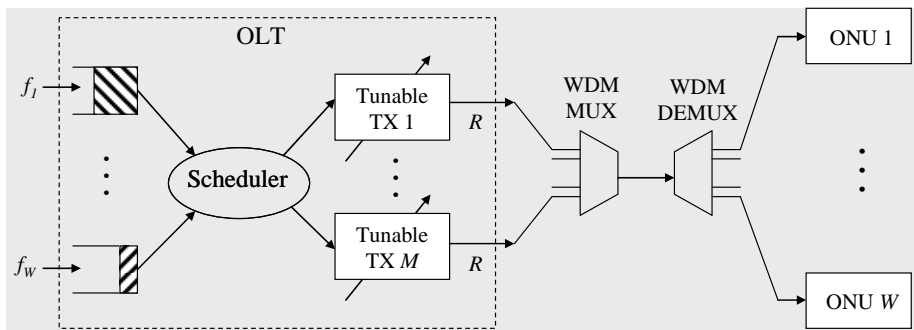 OLT
f1
fW
Scheduler
Tunable
TX 1
R
Tunable
TX M
R
WDM
MUX
WDM
DEMUX
ONU 1
ONU W